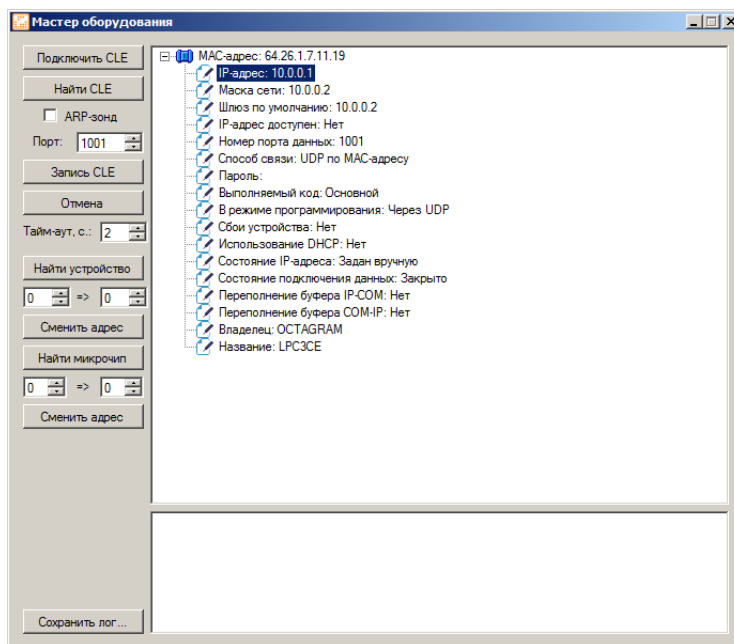 Мастер оборудования
Подключить CLE
Найти CLE
ARP-зонд
Порт: 1001
Запись CLE
Отмена
Тайм-аут, с.: 2
Найти устройство
0 => 0
Сменить адрес
Найти микрочип
0 => 0
Сменить адрес
Сохранить лог...
MAC-адрес: 64.26.1.7.11.19
IP-адрес: 10.0.0.1
Маска сети: 10.0.0.2
Шлюз по умолчанию: 10.0.0.2
IP-адрес доступен: Нет
Номер порта данных: 1001
Способ связи: UDP по MAC-адресу
Пароль:
Выполняемый код: Основной
В режиме программирования: Через UDP
Сбои устройства: Нет
Использование DHCP: Нет
Состояние IP-адреса: Задан вручную
Состояние подключения данных: Закрыто
Переполнение буфера IP-COM: Нет
Переполнение буфера COM-IP: Нет
Владелец: OCTAGRAM
Название: LPC3CE